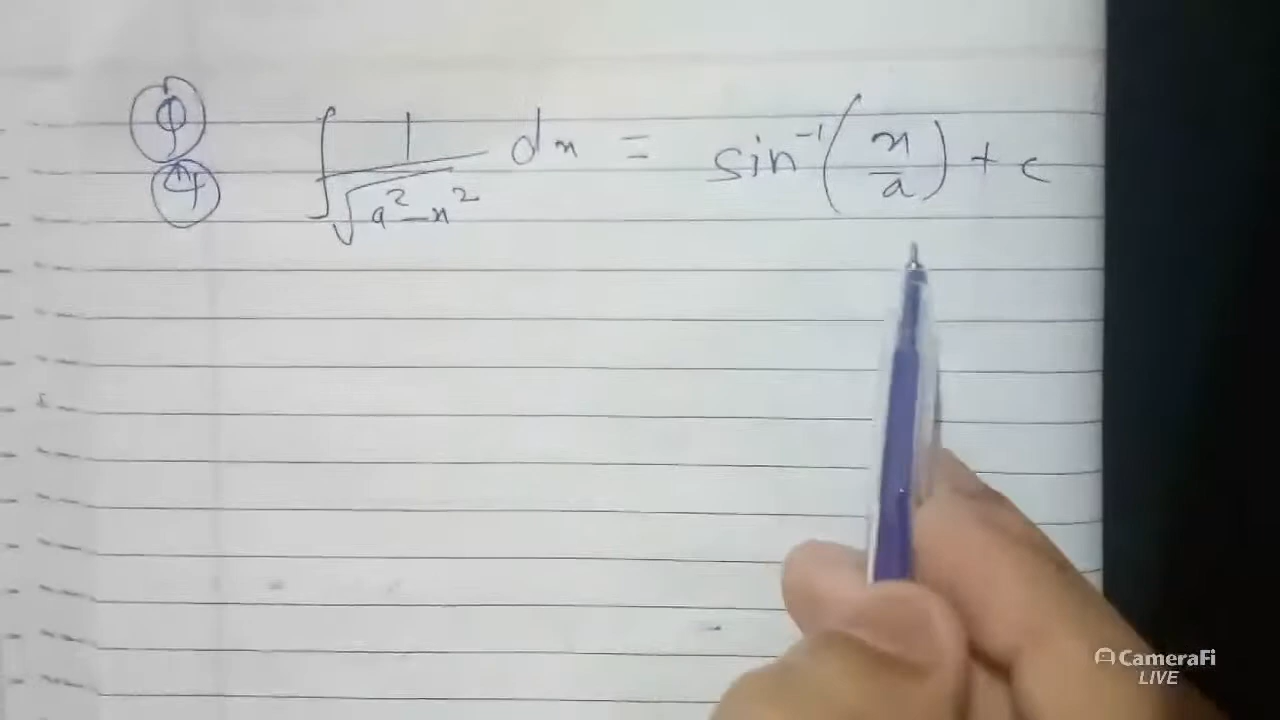 φ ∫ 1/√(a²-x²) dx = sin⁻¹(x/a) + c
4
CameraFi
LIVE